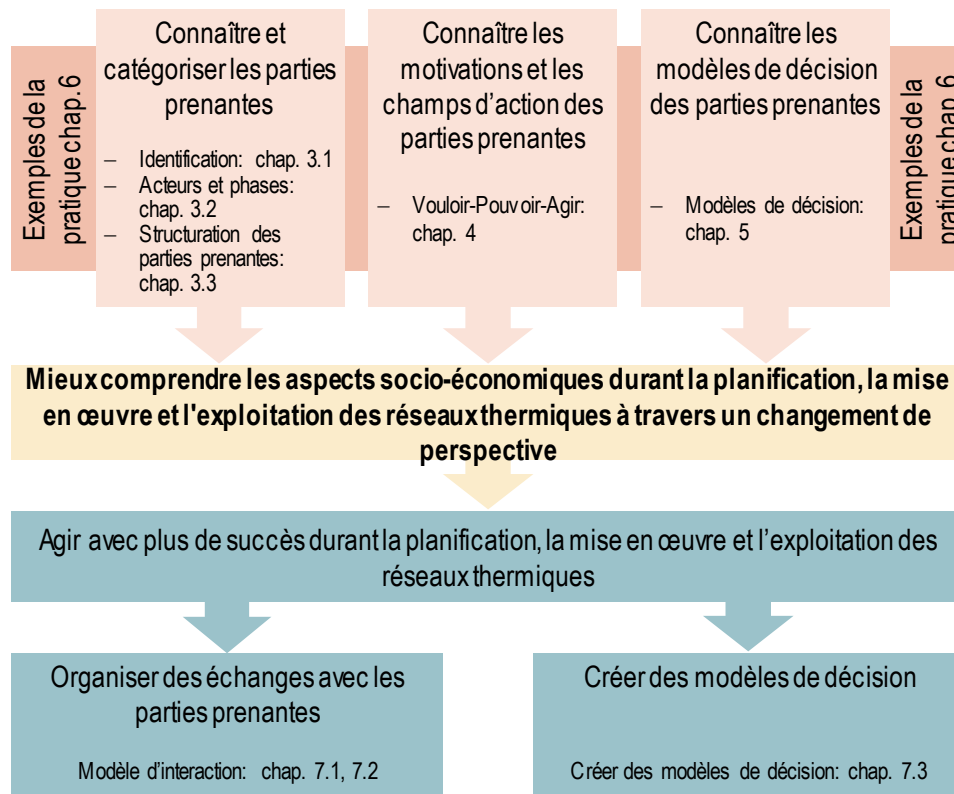 Exemples de la
pratique chap. 6
Connaître et
catégoriser les parties
prenantes
– Identification: chap. 3.1
– Acteurs et phases:
chap. 3.2
– Structuration des
parties prenantes:
chap. 3.3
Connaître les
motivations et les
champs d’action des
parties prenantes
– Vouloir-Pouvoir-Agir:
chap. 4
Connaître les
modèles de décision
des parties prenantes
– Modèles de décision:
chap. 5
Exemples de la
pratique chap. 6
Mieux comprendre les aspects socio-économiques durant la planification, la mise
en œuvre et l'exploitation des réseaux thermiques à travers un changement de
perspective
Agir avec plus de succès durant la planification, la mise en œuvre et l’exploitation des
réseaux thermiques
Organiser des échanges avec les
parties prenantes
Modèle d’interaction: chap. 7.1, 7.2
Créer des modèles de décision
Créer des modèles de décision: chap. 7.3